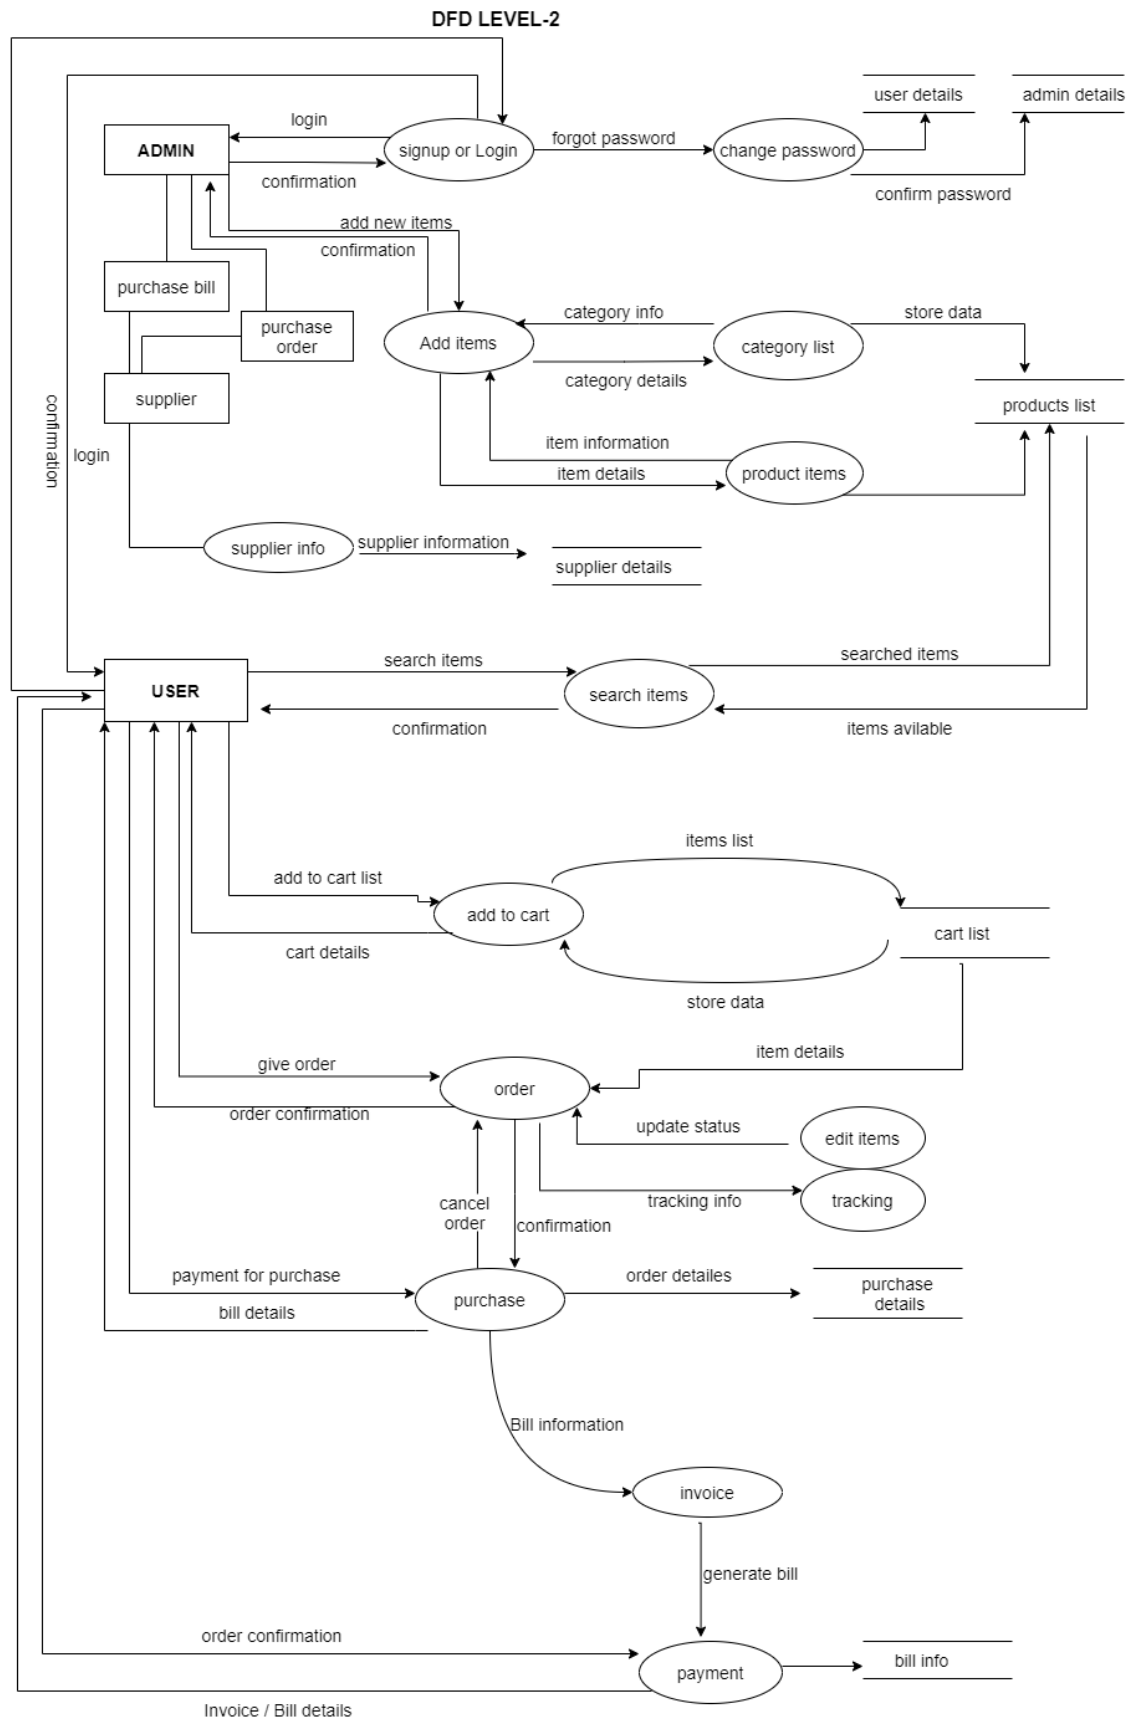 DFD LEVEL-2
user details
admin details
login
ADMIN
signup or Login
forgot password
change password
confirmation
confirm password
add new items
confirmation
purchase bill
purchase
order
category info
store data
Add items
category list
category details
supplier
products list
confirmation
login
item information
item details
product items
supplier info
supplier information
supplier details
search items
searched items
USER
search items
confirmation
items avilable
items list
add to cart list
add to cart
cart list
cart details
store data
item details
give order
order
order confirmation
update status
edit items
tracking info
tracking
cancel
order
confirmation
payment for purchase
order detailes
purchase
details
purchase
bill details
Bill information
invoice
generate bill
order confirmation
bill info
payment
Invoice / Bill details